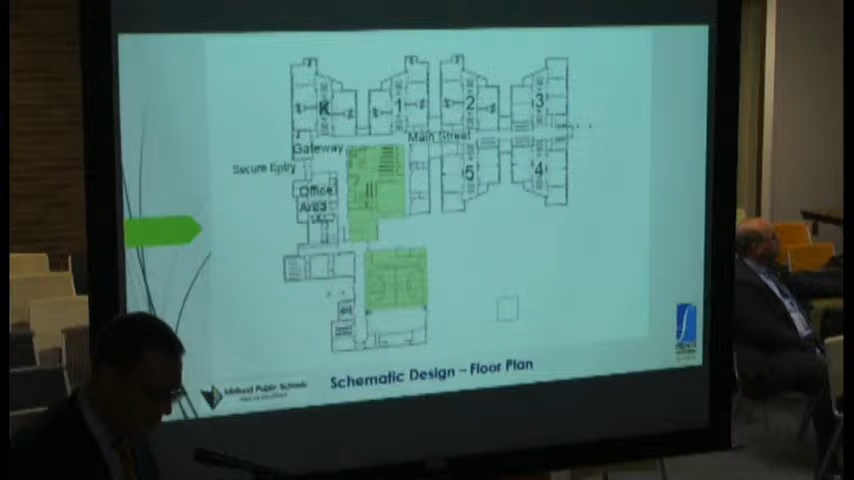 K
1
2
3
Main Street
Gateway
Secure Entry
Office
Area
5
4
Midland Public Schools
Schematic Design – Floor Plan